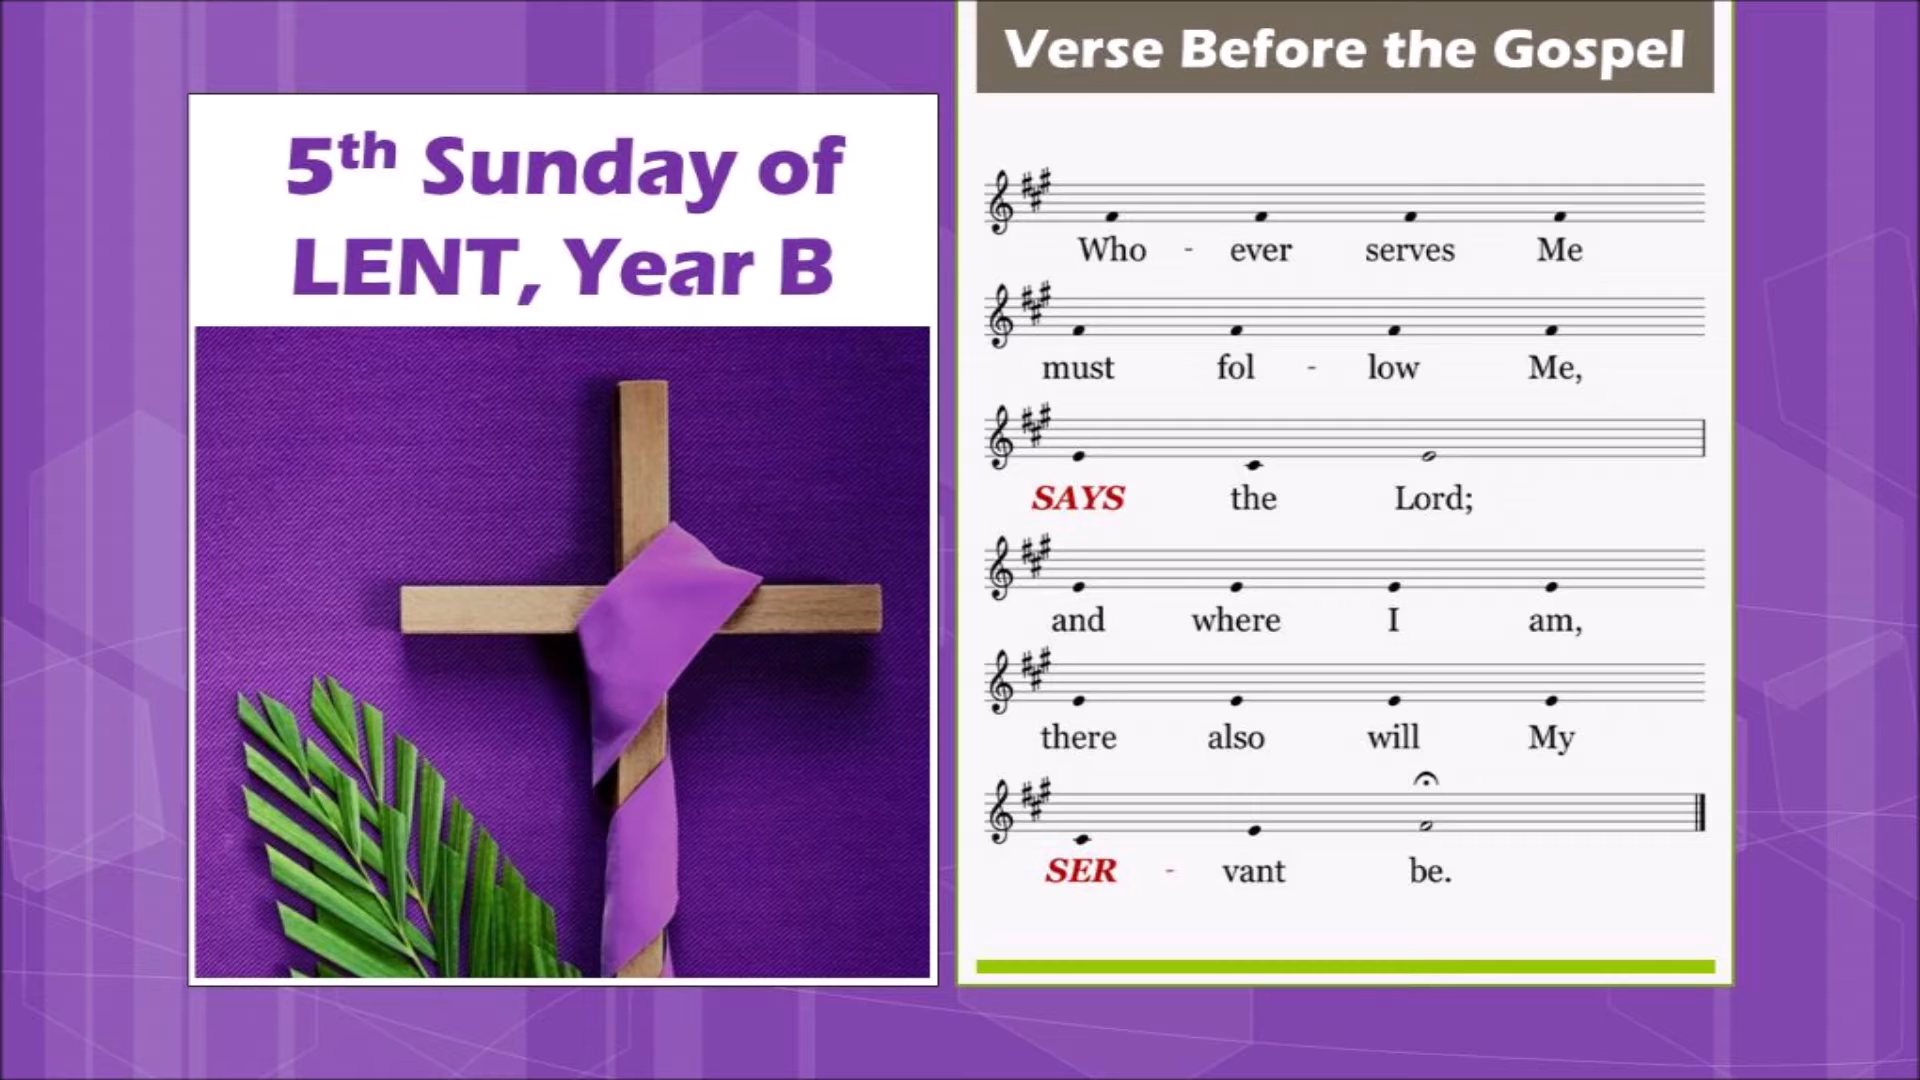 5th Sunday of
LENT, Year B
Verse Before the Gospel
Who - ever serves Me
must fol - low Me,
SAYS the Lord;
and where I am,
there also will My
SER - vant be.